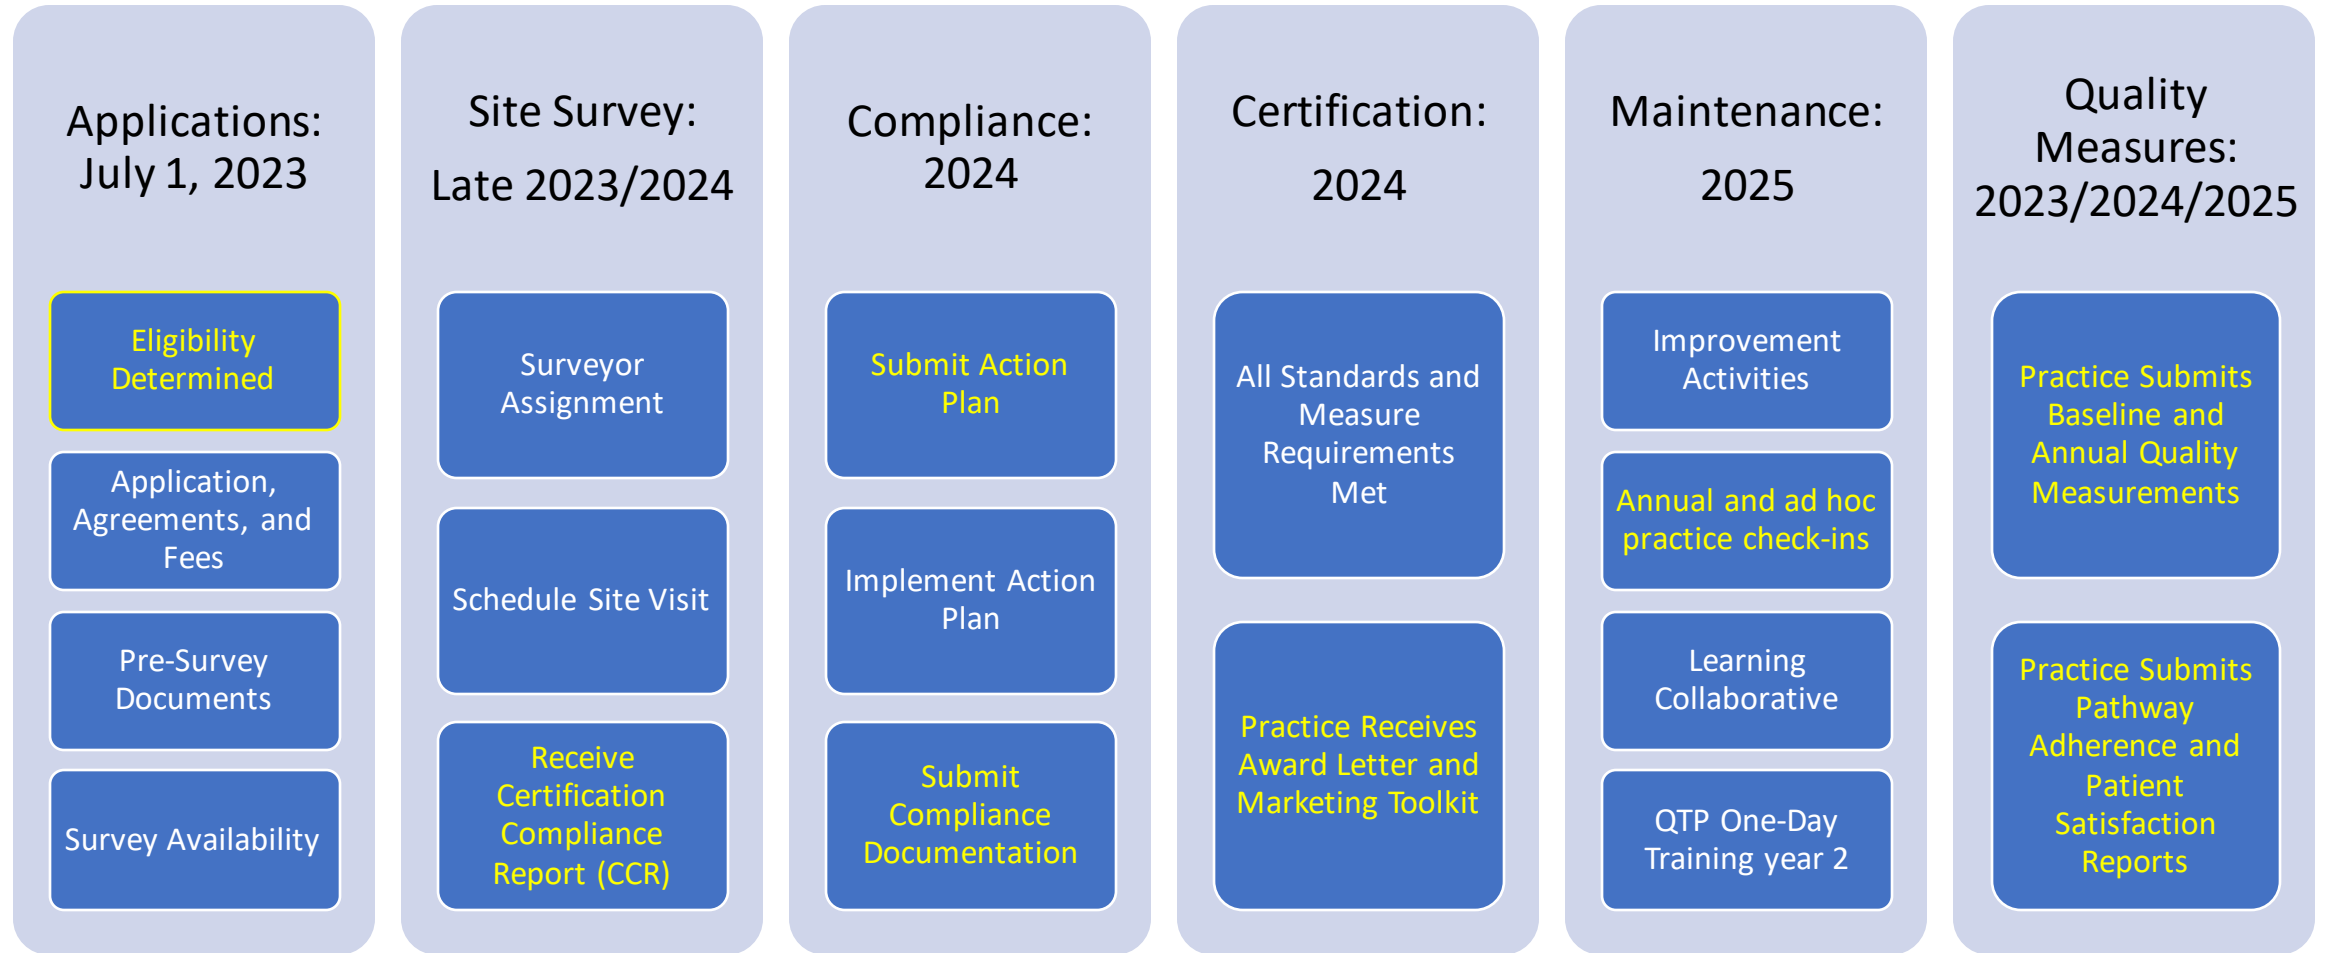 Applications:
July 1, 2023
Eligibility
Determined
Application,
Agreements, and
Fees
Pre-Survey
Documents
Survey Availability
Site Survey:
Late 2023/2024
Surveyor
Assignment
Schedule Site Visit
Receive
Certification
Compliance
Report (CCR)
Compliance:
2024
Submit Action
Plan
Implement Action
Plan
Submit
Compliance
Documentation
Certification:
2024
All Standards and
Measure
Requirements
Met
Practice Receives
Award Letter and
Marketing Toolkit
Maintenance:
2025
Improvement
Activities
Annual and ad hoc
practice check-ins
Learning
Collaborative
QTP One-Day
Training year 2
Quality
Measures:
2023/2024/2025
Practice Submits
Baseline and
Annual Quality
Measurements
Practice Submits
Pathway
Adherence and
Patient
Satisfaction
Reports